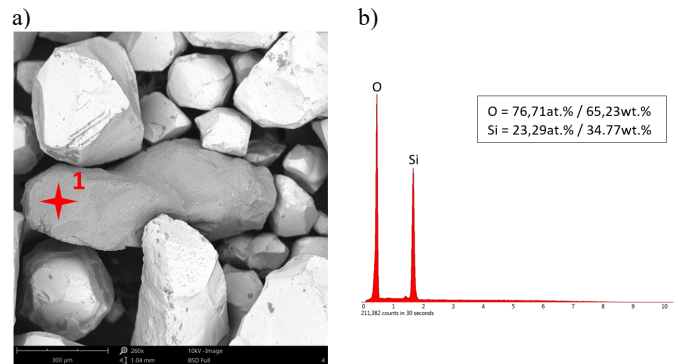 a)
b)
1
O
Si
O = 76,71at.% / 65,23wt.%
Si = 23,29at.% / 34.77wt.%
0 1 2 3 4 5 6 7 8 9 10
211,382 counts in 30 seconds
300 µm
260x
1.04 mm
10kV -Image
BSD Full
4